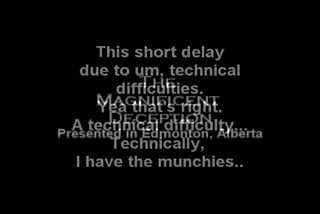 This short delay
due to um, technical
THE
difficulties.
MAGNIFICENT
Yea that's right.
DECEPTION
A technical difficulty...
Presented in Edmonton, Alberta
Technically,
I have the munchies..